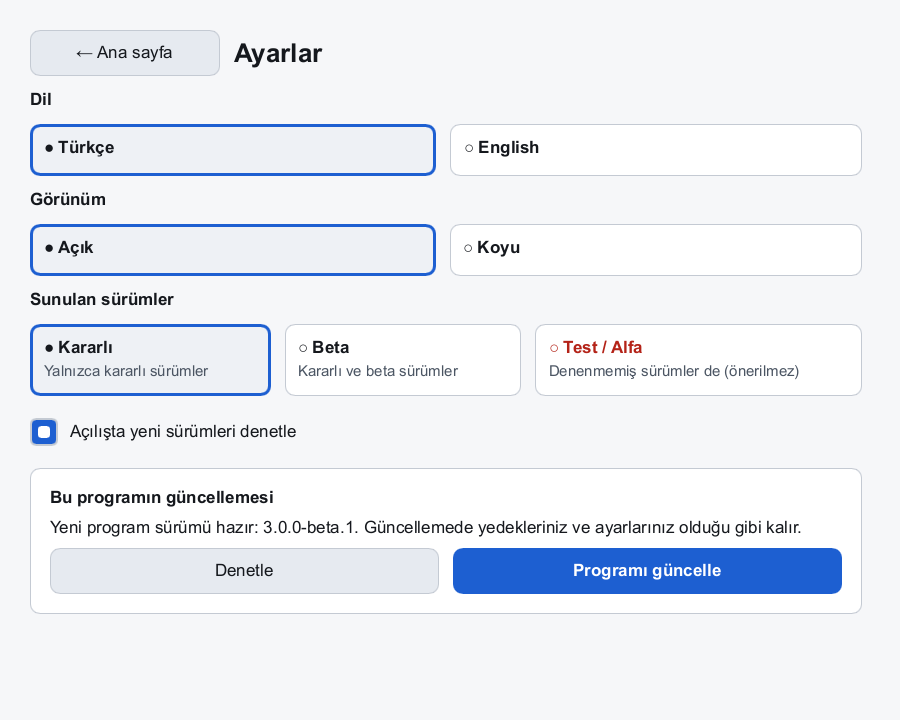 ← Ana sayfa
Ayarlar
Dil
● Türkçe
○ English
Görünüm
● Açık
○ Koyu
Sunulan sürümler
● Kararlı
Yalnızca kararlı sürümler
○ Beta
Kararlı ve beta sürümler
○ Test / Alfa
Denenmemiş sürümler de (önerilmez)
Açılışta yeni sürümleri denetle
Bu programın güncellemesi
Yeni program sürümü hazır: 3.0.0-beta.1. Güncellemede yedekleriniz ve ayarlarınız olduğu gibi kalır.
Denetle
Programı güncelle